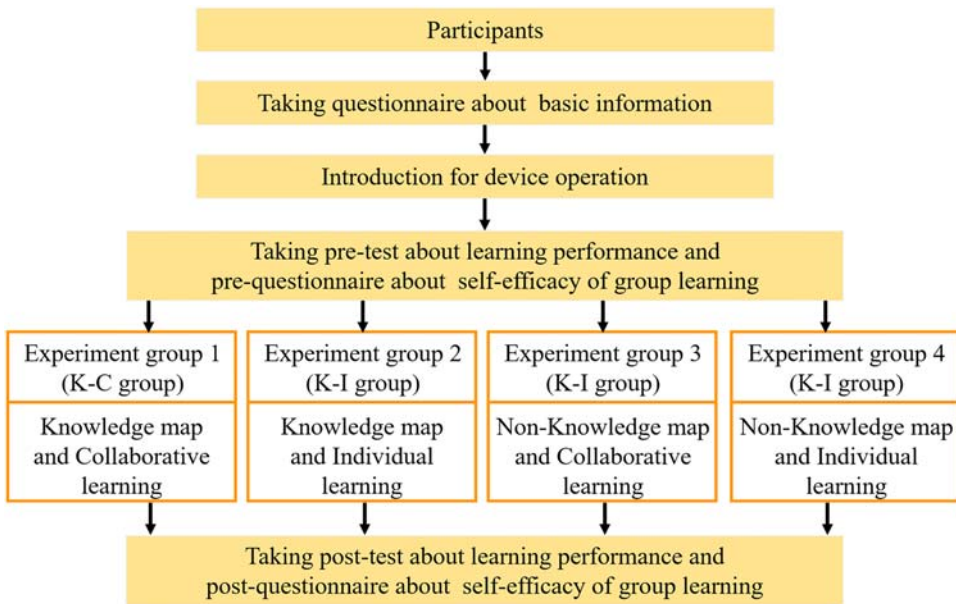 Participants
Taking questionnaire about basic information
Introduction for device operation
Taking pre-test about learning performance and
pre-questionnaire about self-efficacy of group learning
Experiment group 1
(K-C group)
Knowledge map
and Collaborative
learning
Experiment group 2
(K-I group)
Knowledge map
and Individual
learning
Experiment group 3
(K-I group)
Non-Knowledge map
and Collaborative
learning
Experiment group 4
(K-I group)
Non-Knowledge map
and Individual
learning
Taking post-test about learning performance and
post-questionnaire about self-efficacy of group learning